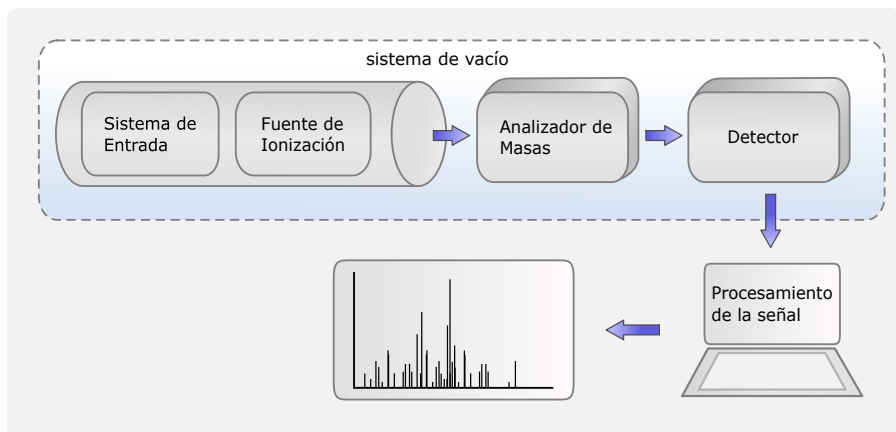 sistema de vacío
Sistema de
Entrada
Fuente de
Ionización
Analizador de
Masas
Detector
Procesamiento
de la señal